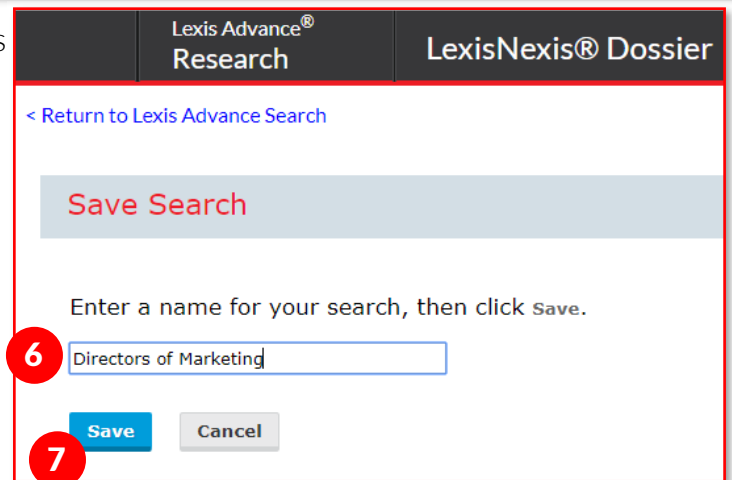 Lexis Advance®
Research
LexisNexis® Dossier
< Return to Lexis Advance Search
Save Search
Enter a name for your search, then click Save.
6
Directors of Marketing
Save
Cancel
7